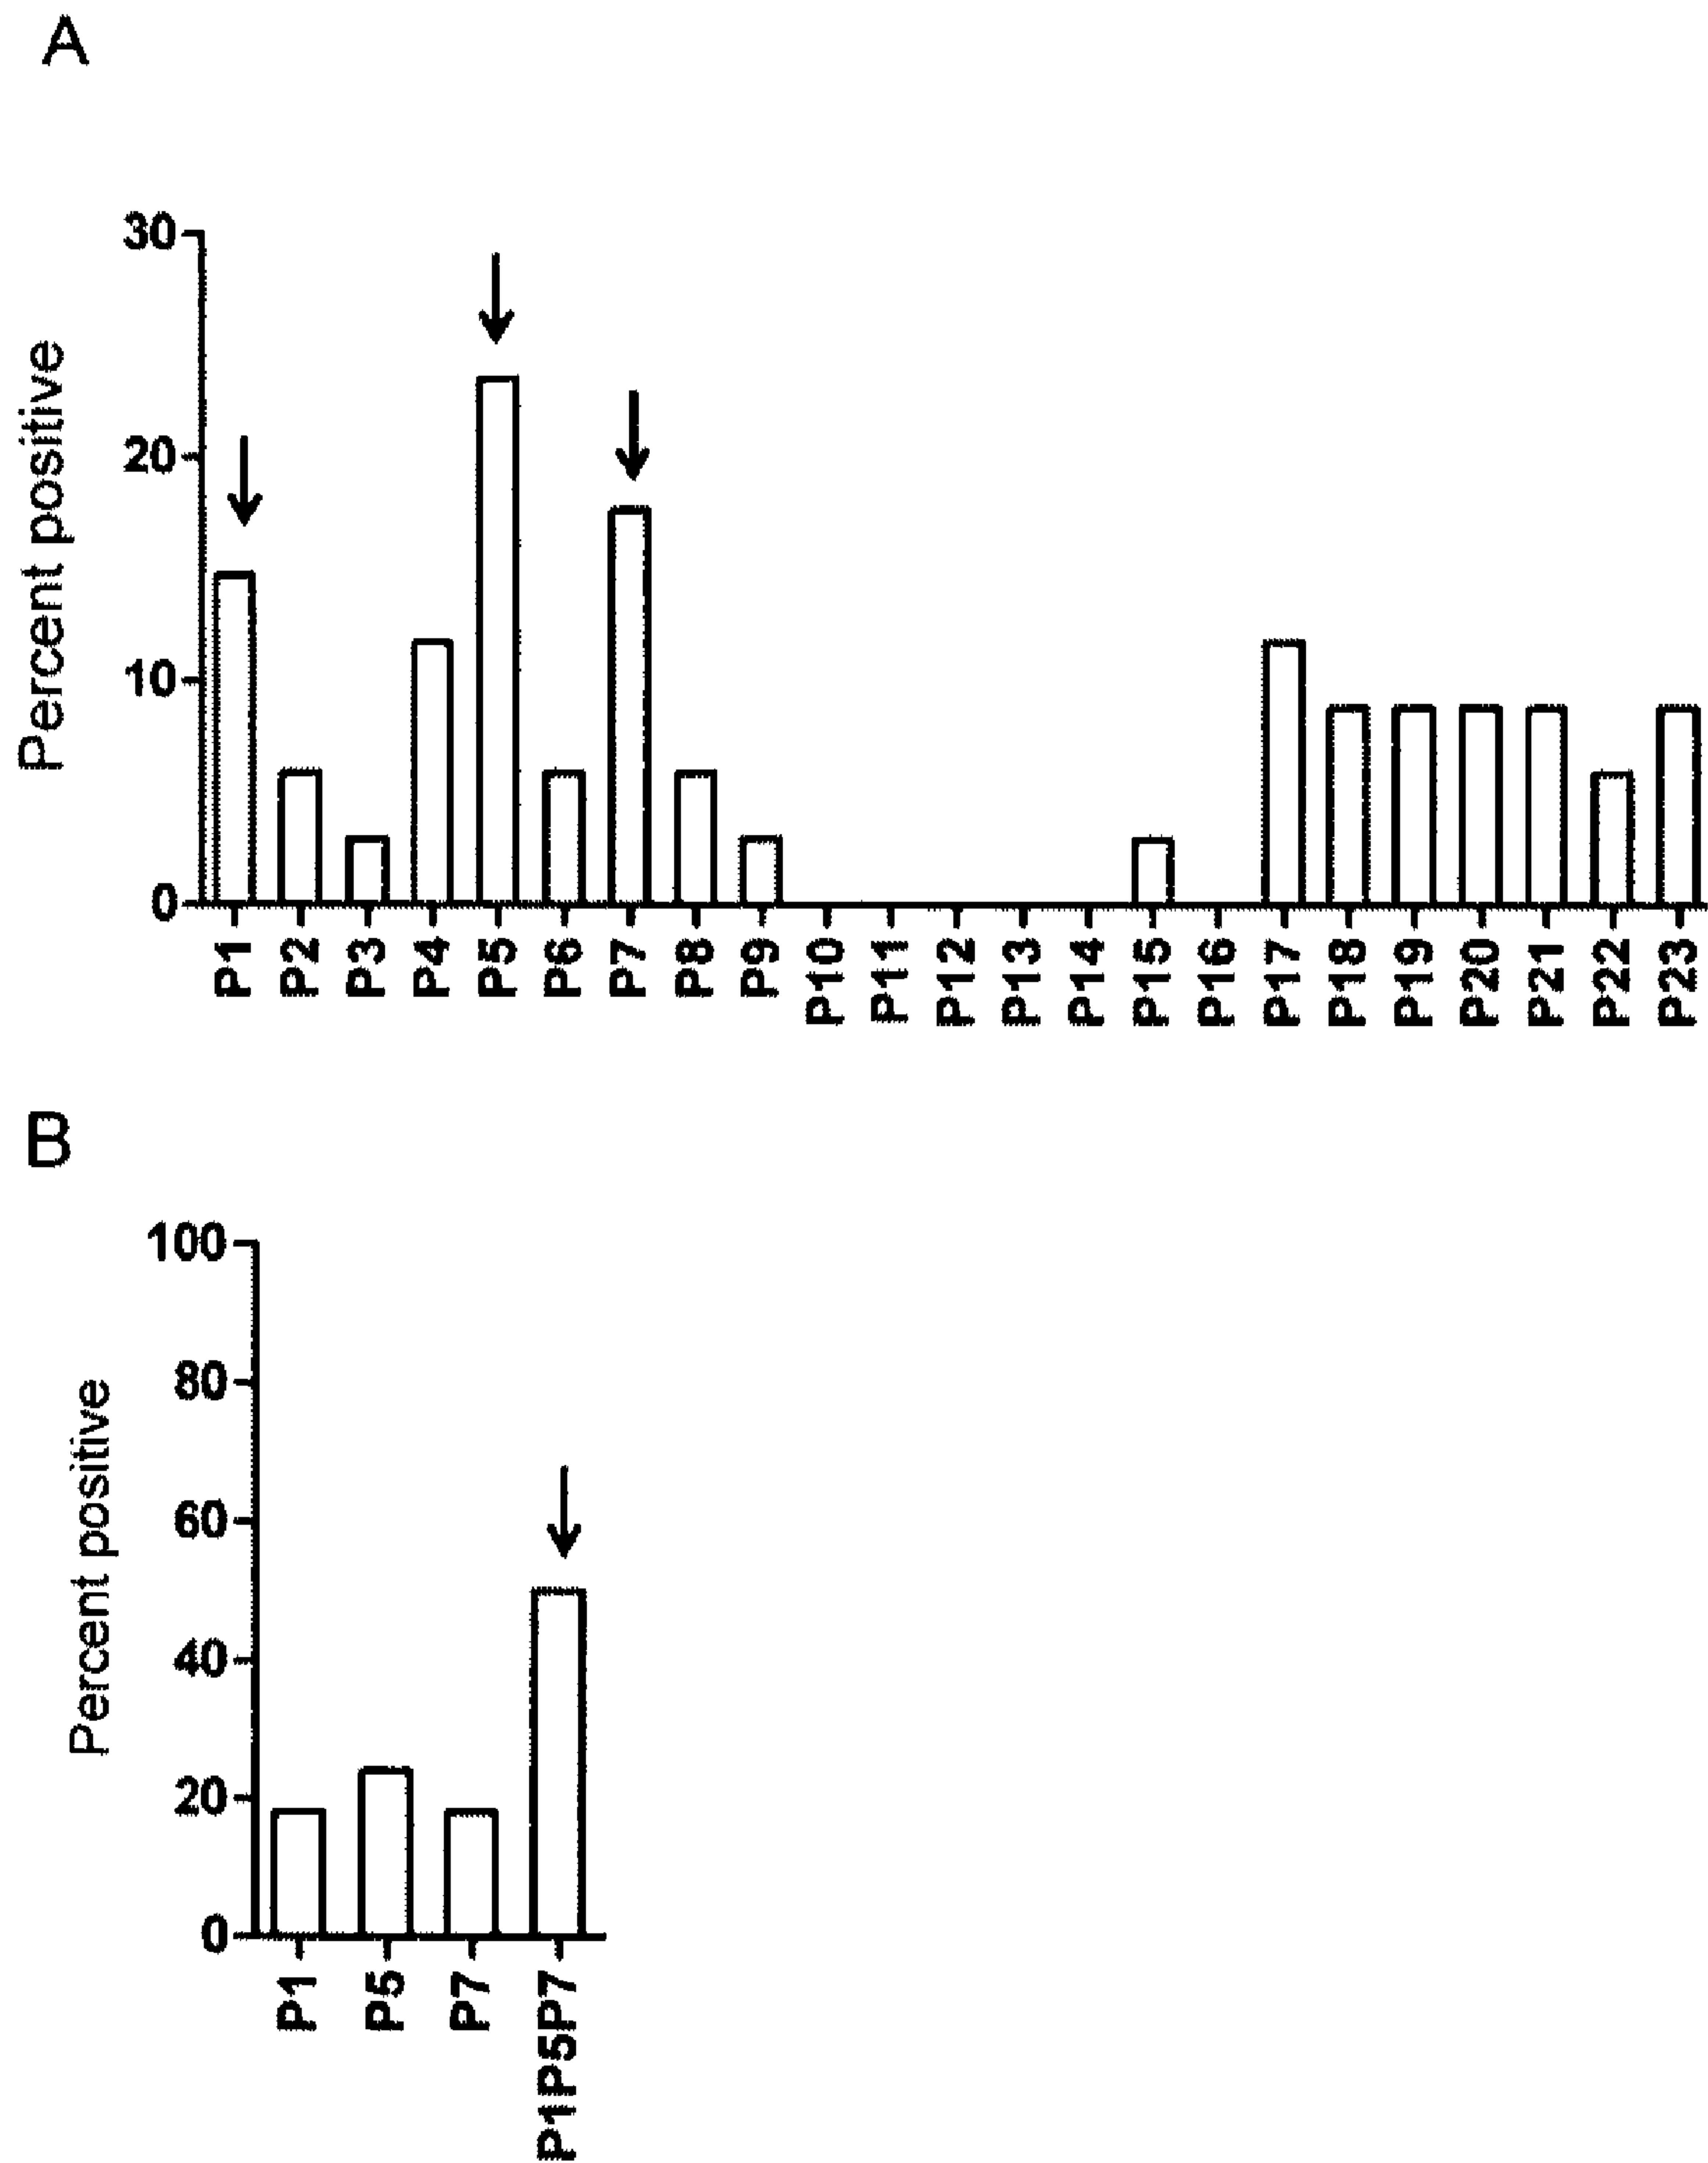 A
Percent positive
30
20
10
0
P1 P2 P3 P4 P5 P6 P7 P8 P9 P10 P11 P12 P13 P14 P15 P16 P17 P18 P19 P20 P21 P22 P23
B
Percent positive
100
80
60
40
20
0
P1 P5 P7 P1P5P7